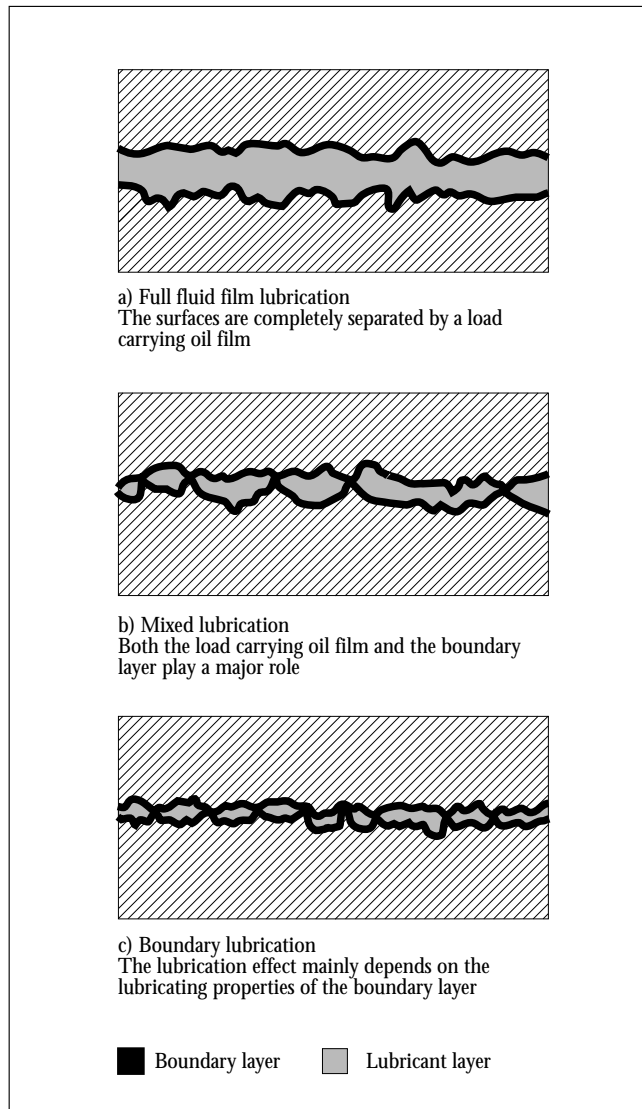 a) Full fluid film lubrication
The surfaces are completely separated by a load
carrying oil film
b) Mixed lubrication
Both the load carrying oil film and the boundary
layer play a major role
c) Boundary lubrication
The lubrication effect mainly depends on the
lubricating properties of the boundary layer
Boundary layer Lubricant layer